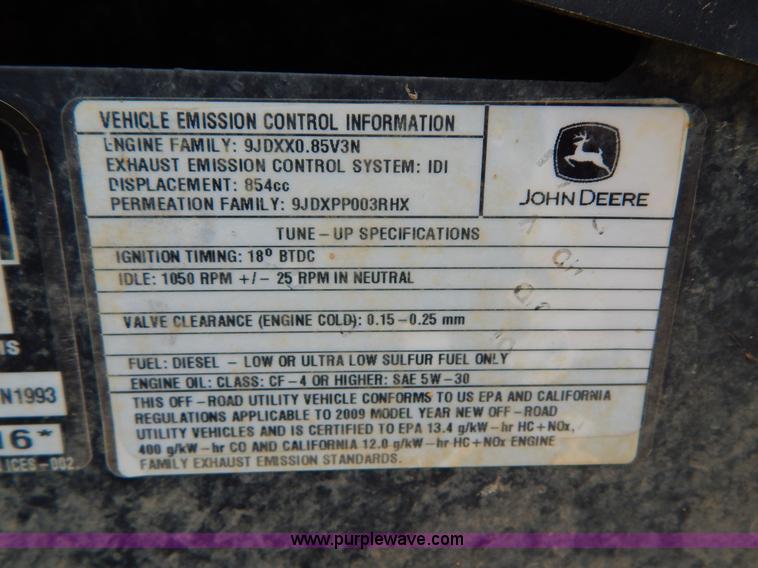 VEHICLE EMISSION CONTROL INFORMATION
ENGINE FAMILY: 9JDXX0.85V3N
EXHAUST EMISSION CONTROL SYSTEM: IDI
DISPLACEMENT: 854cc
PERMEATION FAMILY: 9JDXPP003RHX
JOHN DEERE
TUNE-UP SPECIFICATIONS
IGNITION TIMING: 18° BTDC
IDLE: 1050 RPM +/- 25 RPM IN NEUTRAL
VALVE CLEARANCE (ENGINE COLD): 0.15-0.25 mm
FUEL: DIESEL - LOW OR ULTRA LOW SULFUR FUEL ONLY
ENGINE OIL: CLASS: CF-4 OR HIGHER: SAE 5W-30
THIS OFF-ROAD UTILITY VEHICLE CONFORMS TO US EPA AND CALIFORNIA
REGULATIONS APPLICABLE TO 2009 MODEL YEAR NEW OFF-ROAD
UTILITY VEHICLES AND IS CERTIFIED TO EPA 13.4 g/kW-hr HC+NOx,
400 g/kW-hr CO AND CALIFORNIA 12.0 g/kW-hr HC+NOx ENGINE
FAMILY EXHAUST EMISSION STANDARDS.
N1993
16*
LICES-002
www.purplewave.com